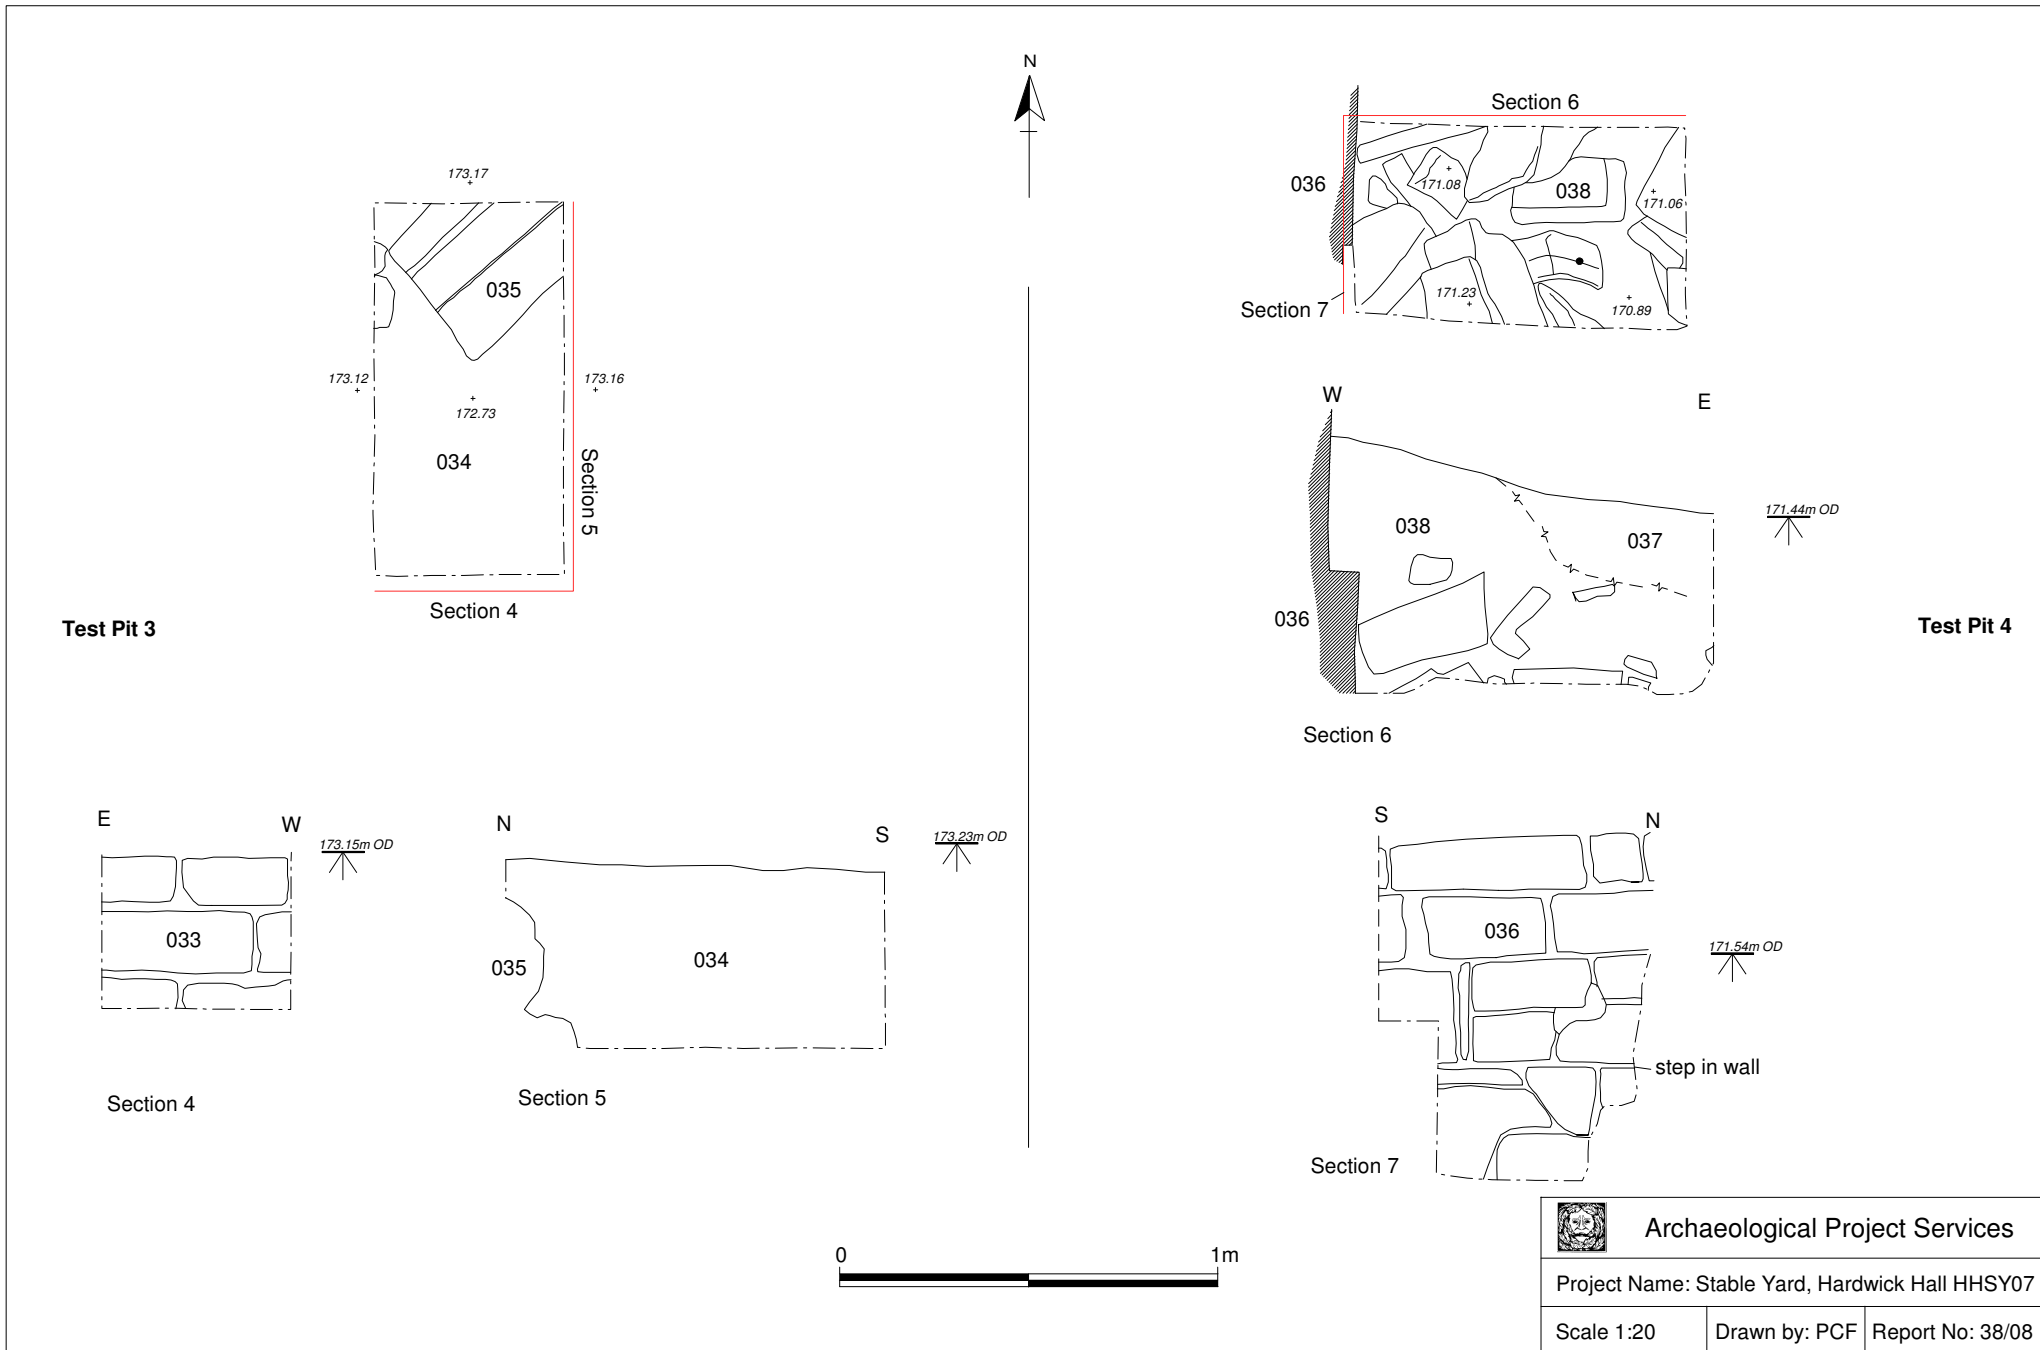 N
173.17
035
173.12
173.16
172.73
034
Section 5
Section 4
Test Pit 3
E
W
173.15m OD
033
Section 4
N
S
173.23m OD
035
034
Section 5
Section 6
036
171.08
038
171.06
171.23
170.89
Section 7
W
E
171.44m OD
038
037
036
Test Pit 4
Section 6
S
N
036
171.54m OD
step in wall
Section 7
0
1m
Archaeological Project Services
Project Name: Stable Yard, Hardwick Hall HHSY07
Scale 1:20
Drawn by: PCF
Report No: 38/08